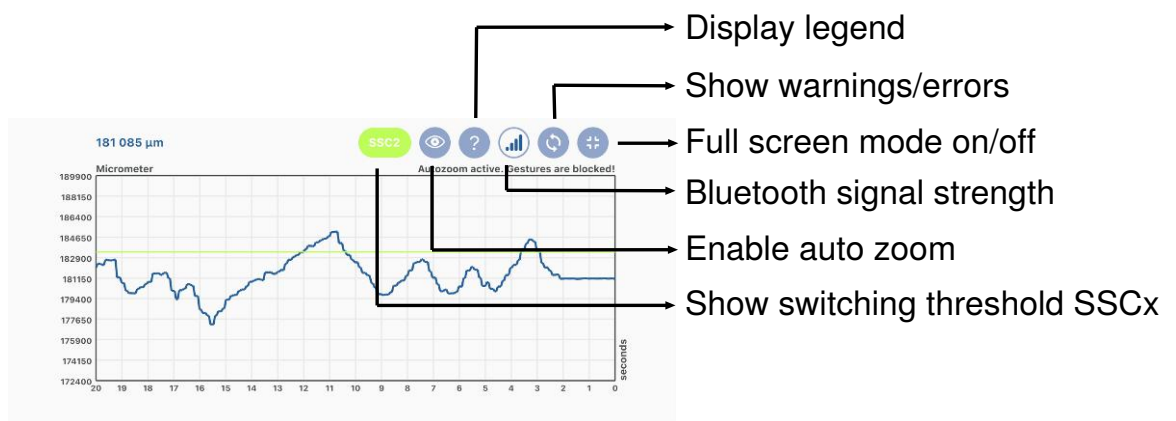 Display legend
Show warnings/errors
181 085 µm
SSC2
?
Full screen mode on/off
Micrometer
Autozoom active. Gestures are blocked!
Bluetooth signal strength
Enable auto zoom
Show switching threshold SSCx
189900
188150
186400
184650
182900
181150
179400
177650
175900
174150
172400
seconds
20 19 18 17 16 15 14 13 12 11 10 9 8 7 6 5 4 3 2 1 0